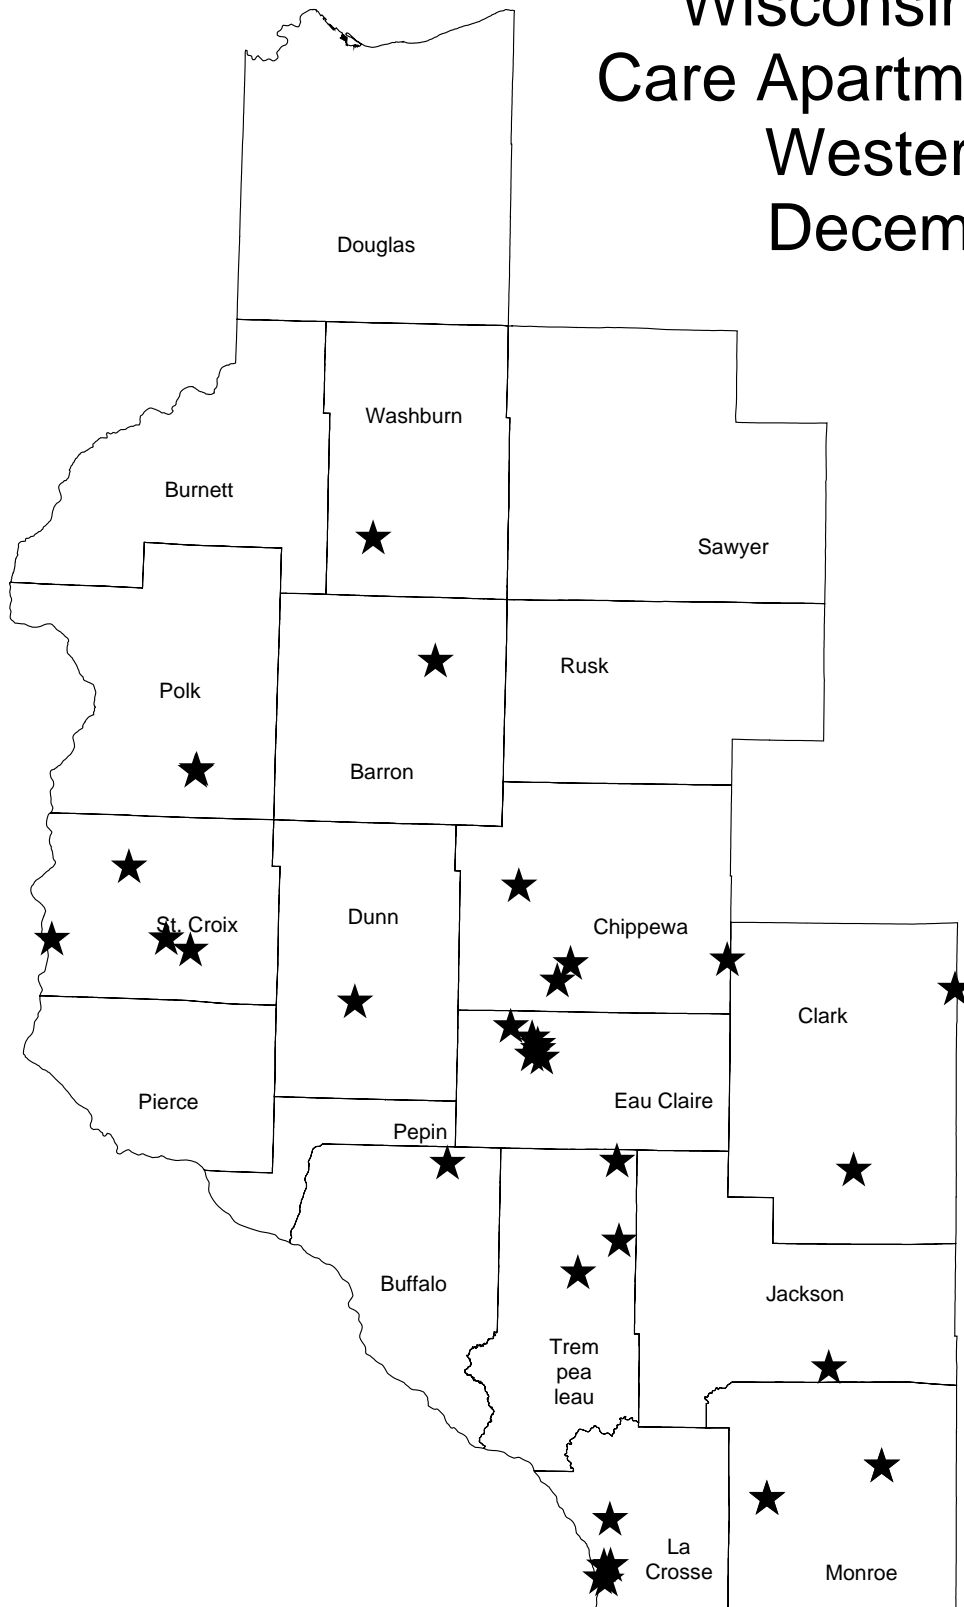 Wisconsin
Care Apartm
Wester
Decem
Douglas
Washburn
Burnett
Sawyer
Rusk
Polk
Barron
St. Croix
Dunn
Chippewa
Clark
Pierce
Eau Claire
Pepin
Buffalo
Jackson
Trem
pea
leau
La
Crosse
Monroe